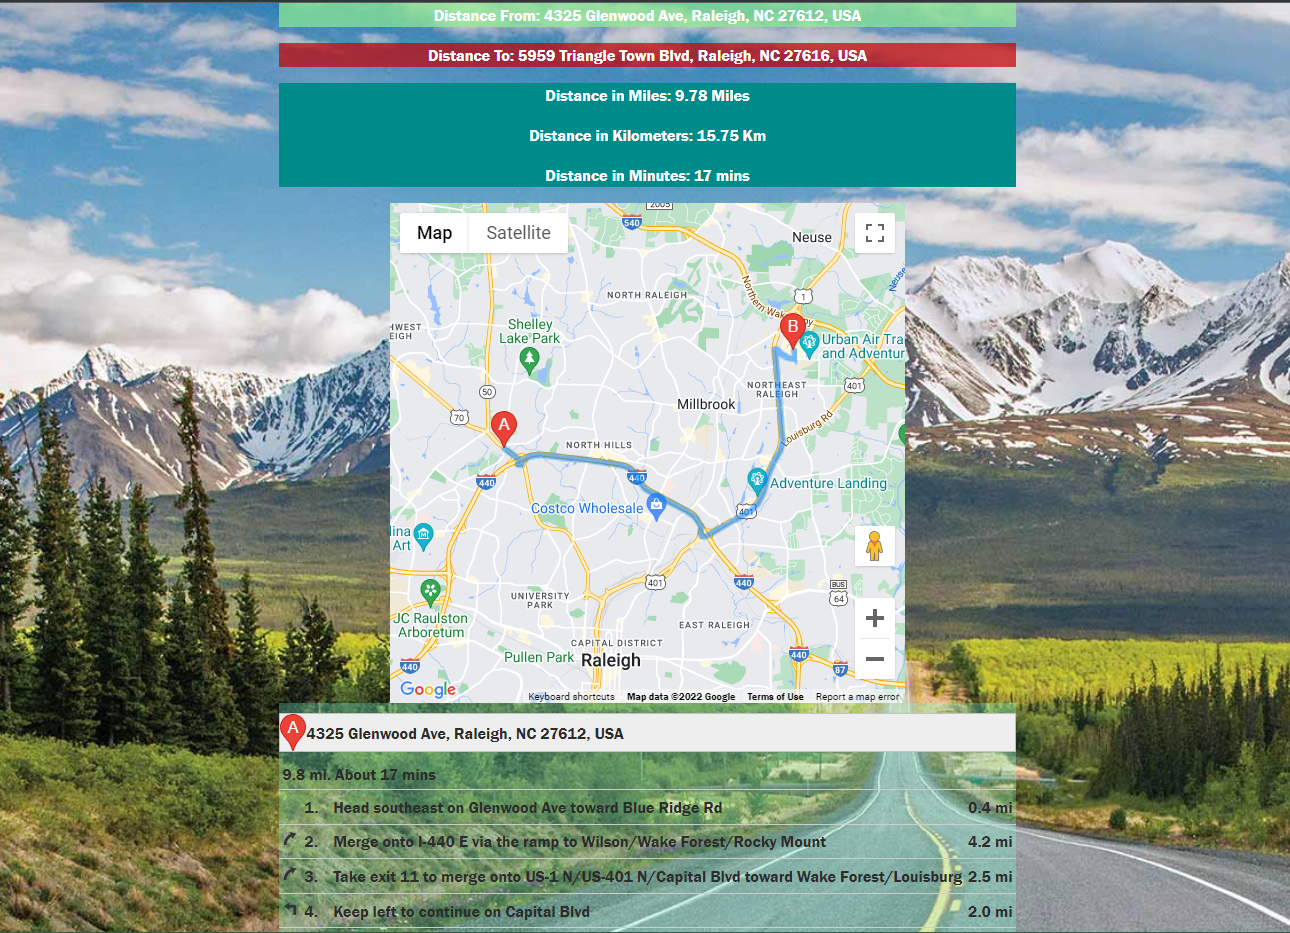 Distance From: 4325 Glenwood Ave, Raleigh, NC 27612, USA
Distance To: 5959 Triangle Town Blvd, Raleigh, NC 27616, USA
Distance in Miles: 9.78 Miles
Distance in Kilometers: 15.75 Km
Distance in Minutes: 17 mins
Map
Satellite
2005
540
Neuse
Neuse
NORTH RALEIGH
1
Northern Wake
B
HWEST
EIGH
Shelley
Lake Park
Urban Air Tra
and Adventur
NORTHEAST
RALEIGH
401
50
70
Millbrook
A
Louisburg Rd
NORTH HILLS
440
440
Costco Wholesale
Adventure Landing
401
lina
Art
401
440
BUS
64
UNIVERSITY
PARK
JC Raulston
Arboretum
EAST RALEIGH
CAPITAL DISTRICT
Pullen Park
Raleigh
440
440
87
Google
Keyboard shortcuts
Map data ©2022 Google
Terms of Use
Report a map error
A
4325 Glenwood Ave, Raleigh, NC 27612, USA
9.8 mi. About 17 mins
1. Head southeast on Glenwood Ave toward Blue Ridge Rd 0.4 mi
2. Merge onto I-440 E via the ramp to Wilson/Wake Forest/Rocky Mount 4.2 mi
3. Take exit 11 to merge onto US-1 N/US-401 N/Capital Blvd toward Wake Forest/Louisburg 2.5 mi
4. Keep left to continue on Capital Blvd 2.0 mi